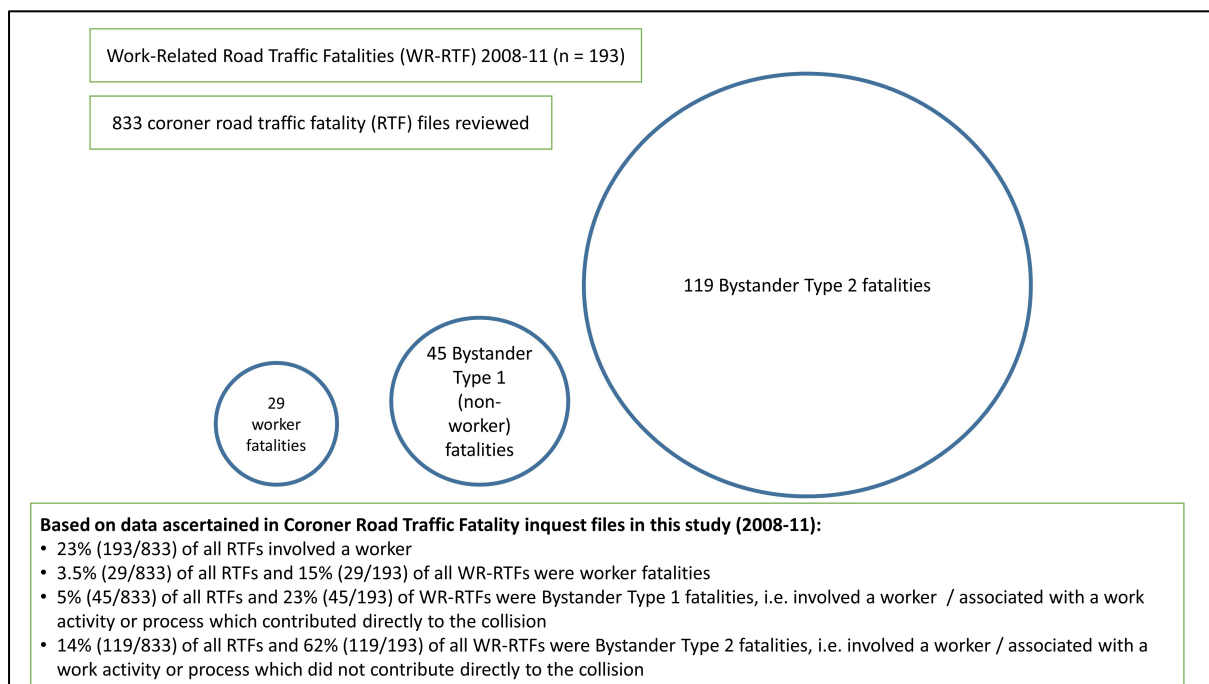 Work-Related Road Traffic Fatalities (WR-RTF) 2008-11 (n = 193)
833 coroner road traffic fatality (RTF) files reviewed
119 Bystander Type 2 fatalities
45 Bystander
Type 1
(non-
worker)
fatalities
29
worker
fatalities
Based on data ascertained in Coroner Road Traffic Fatality inquest files in this study (2008-11):
• 23% (193/833) of all RTFs involved a worker
• 3.5% (29/833) of all RTFs and 15% (29/193) of all WR-RTFs were worker fatalities
• 5% (45/833) of all RTFs and 23% (45/193) of WR-RTFs were Bystander Type 1 fatalities, i.e. involved a worker / associated with a work
activity or process which contributed directly to the collision
• 14% (119/833) of all RTFs and 62% (119/193) of all WR-RTFs were Bystander Type 2 fatalities, i.e. involved a worker / associated with a
work activity or process which did not contribute directly to the collision